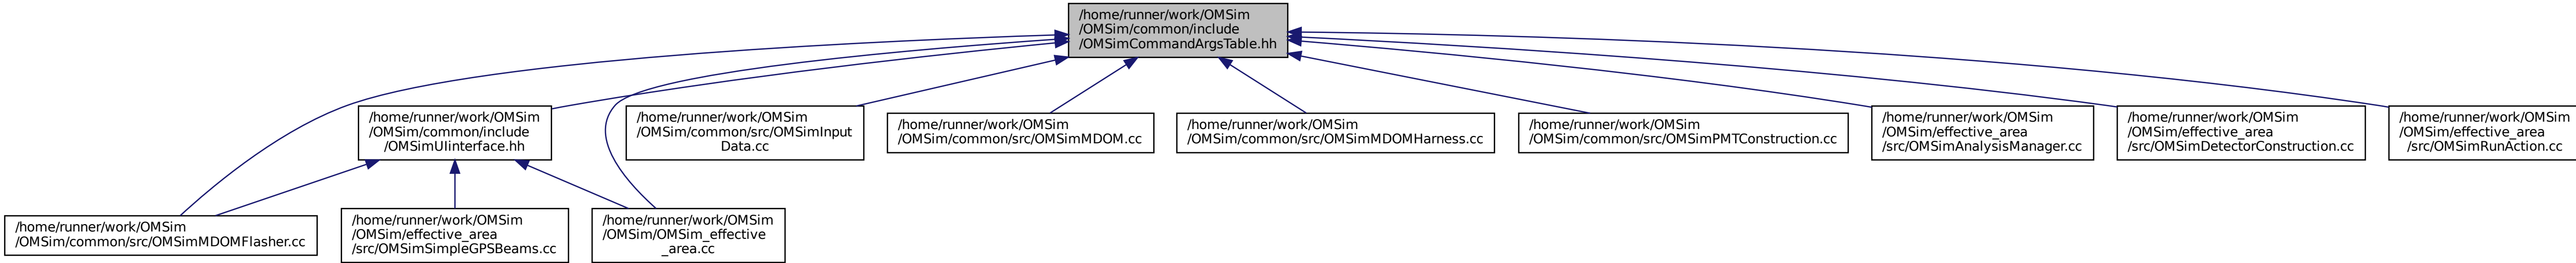 /home/runner/work/OMSim
/OMSim/common/include
/OMSimCommandArgsTable.hh
/home/runner/work/OMSim
/OMSim/common/include
/OMSimUIinterface.hh
/home/runner/work/OMSim
/OMSim/common/src/OMSimInput
Data.cc
/home/runner/work/OMSim
/OMSim/common/src/OMSimMDOM.cc
/home/runner/work/OMSim
/OMSim/common/src/OMSimMDOMHarness.cc
/home/runner/work/OMSim
/OMSim/common/src/OMSimPMTConstruction.cc
/home/runner/work/OMSim
/OMSim/effective_area
/src/OMSimAnalysisManager.cc
/home/runner/work/OMSim
/OMSim/effective_area
/src/OMSimDetectorConstruction.cc
/home/runner/work/OMSim
/OMSim/effective_area
/src/OMSimRunAction.cc
/home/runner/work/OMSim
/OMSim/common/src/OMSimMDOMFlasher.cc
/home/runner/work/OMSim
/OMSim/effective_area
/src/OMSimSimpleGPSBeams.cc
/home/runner/work/OMSim
/OMSim/OMSim_effective
_area.cc